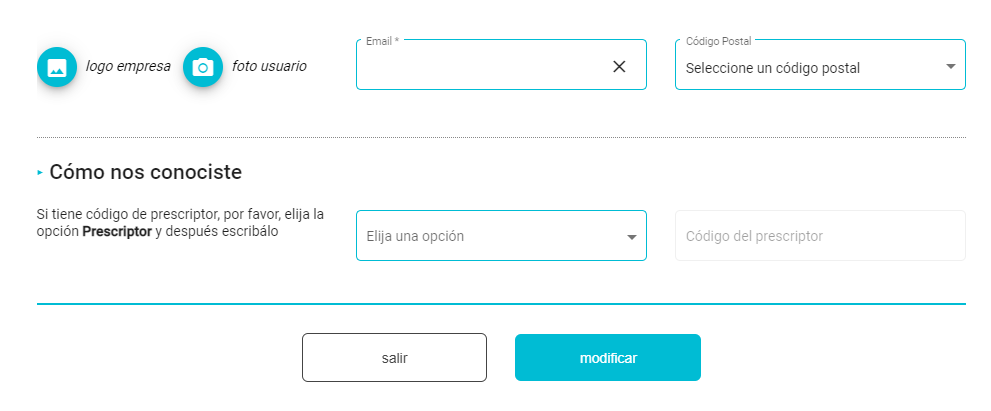 logo empresa
foto usuario
Email *
Código Postal
Seleccione un código postal
Cómo nos conociste
Si tiene código de prescriptor, por favor, elija la
opción Prescriptor y después escribálo
Elija una opción
Código del prescriptor
salir
modificar